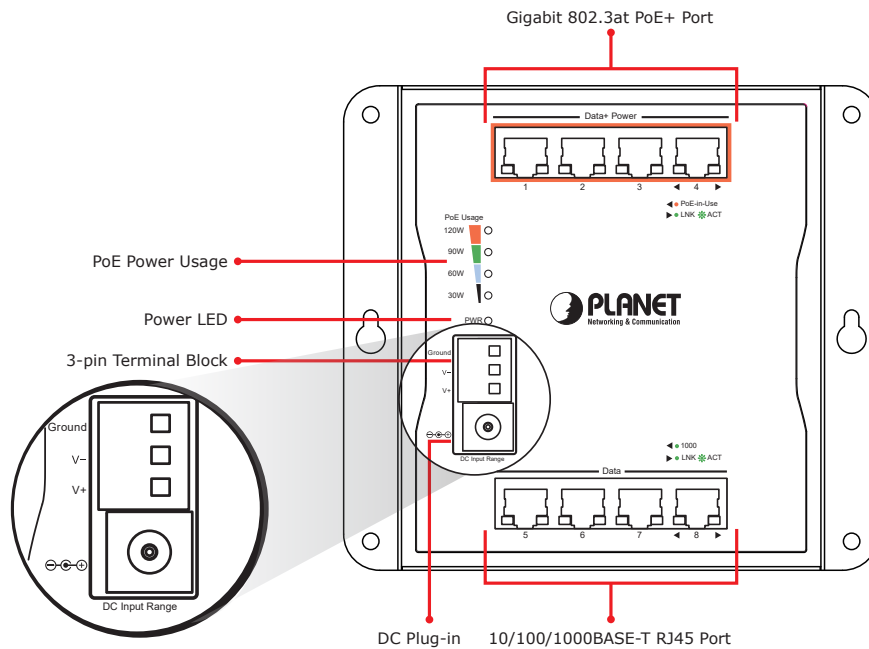 Gigabit 802.3at PoE+ Port
Data+ Power
1 2 3 4
PoE-in-Use
LNK ACT
PoE Usage
120W
90W
60W
30W
PWR
PoE Power Usage
Power LED
3-pin Terminal Block
PLANET
Networking & Communication
Ground
V−
V+
DC Input Range
Ground
V−
V+
DC Input Range
1000
LNK ACT
Data
5 6 7 8
DC Plug-in
10/100/1000BASE-T RJ45 Port